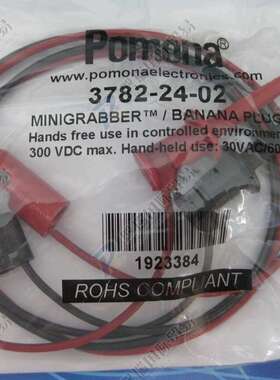 Pomona®
www.pomonaelectronics.com
3782-24-02
MINIGRABBER™ / BANANA PLUG
Hands free use in controlled environme
300 VDC max. Hand-held use: 30VAC/60
1923384
ROHS COMPLIANT